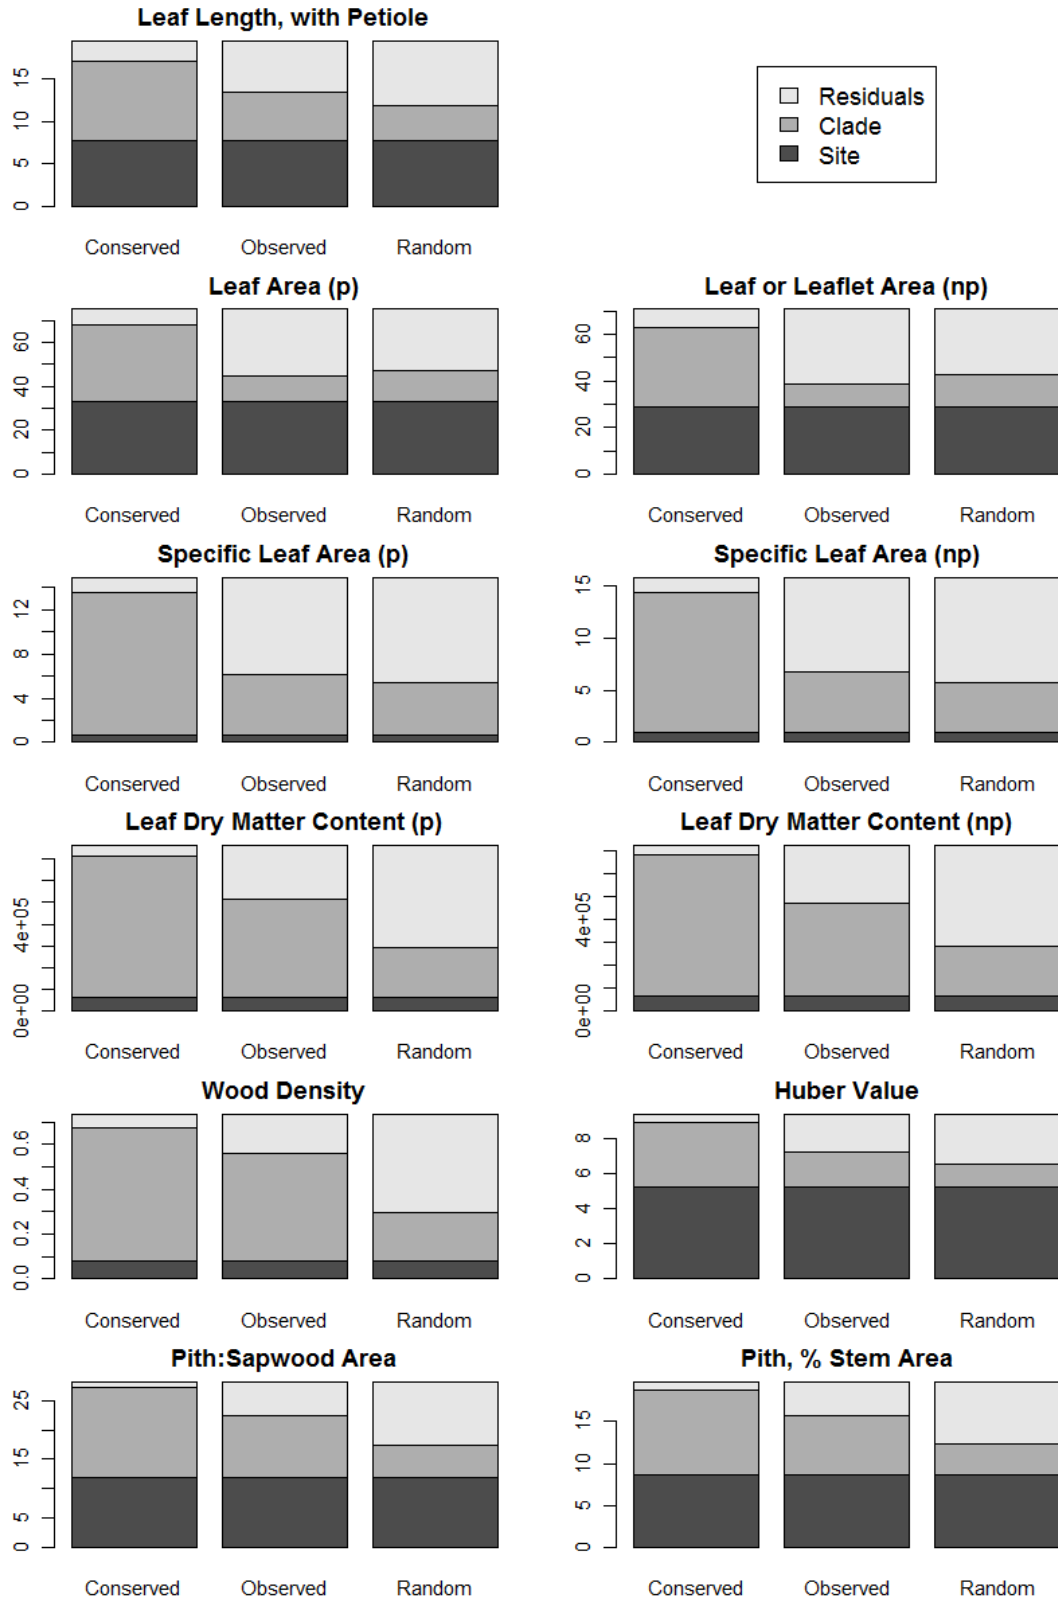 Leaf Length, with Petiole
0 5 10 15
Conserved Observed Random
Residuals
Clade
Site
Leaf Area (p)
0 20 40 60
Conserved Observed Random
Leaf or Leaflet Area (np)
0 20 40 60
Conserved Observed Random
Specific Leaf Area (p)
0 4 8 12
Conserved Observed Random
Specific Leaf Area (np)
0 5 10 15
Conserved Observed Random
Leaf Dry Matter Content (p)
0e+00 4e+05
Conserved Observed Random
Leaf Dry Matter Content (np)
0e+00 4e+05
Conserved Observed Random
Wood Density
0.0 0.2 0.4 0.6
Conserved Observed Random
Huber Value
0 2 4 6 8
Conserved Observed Random
Pith:Sapwood Area
0 5 15 25
Conserved Observed Random
Pith, % Stem Area
0 5 10 15
Conserved Observed Random